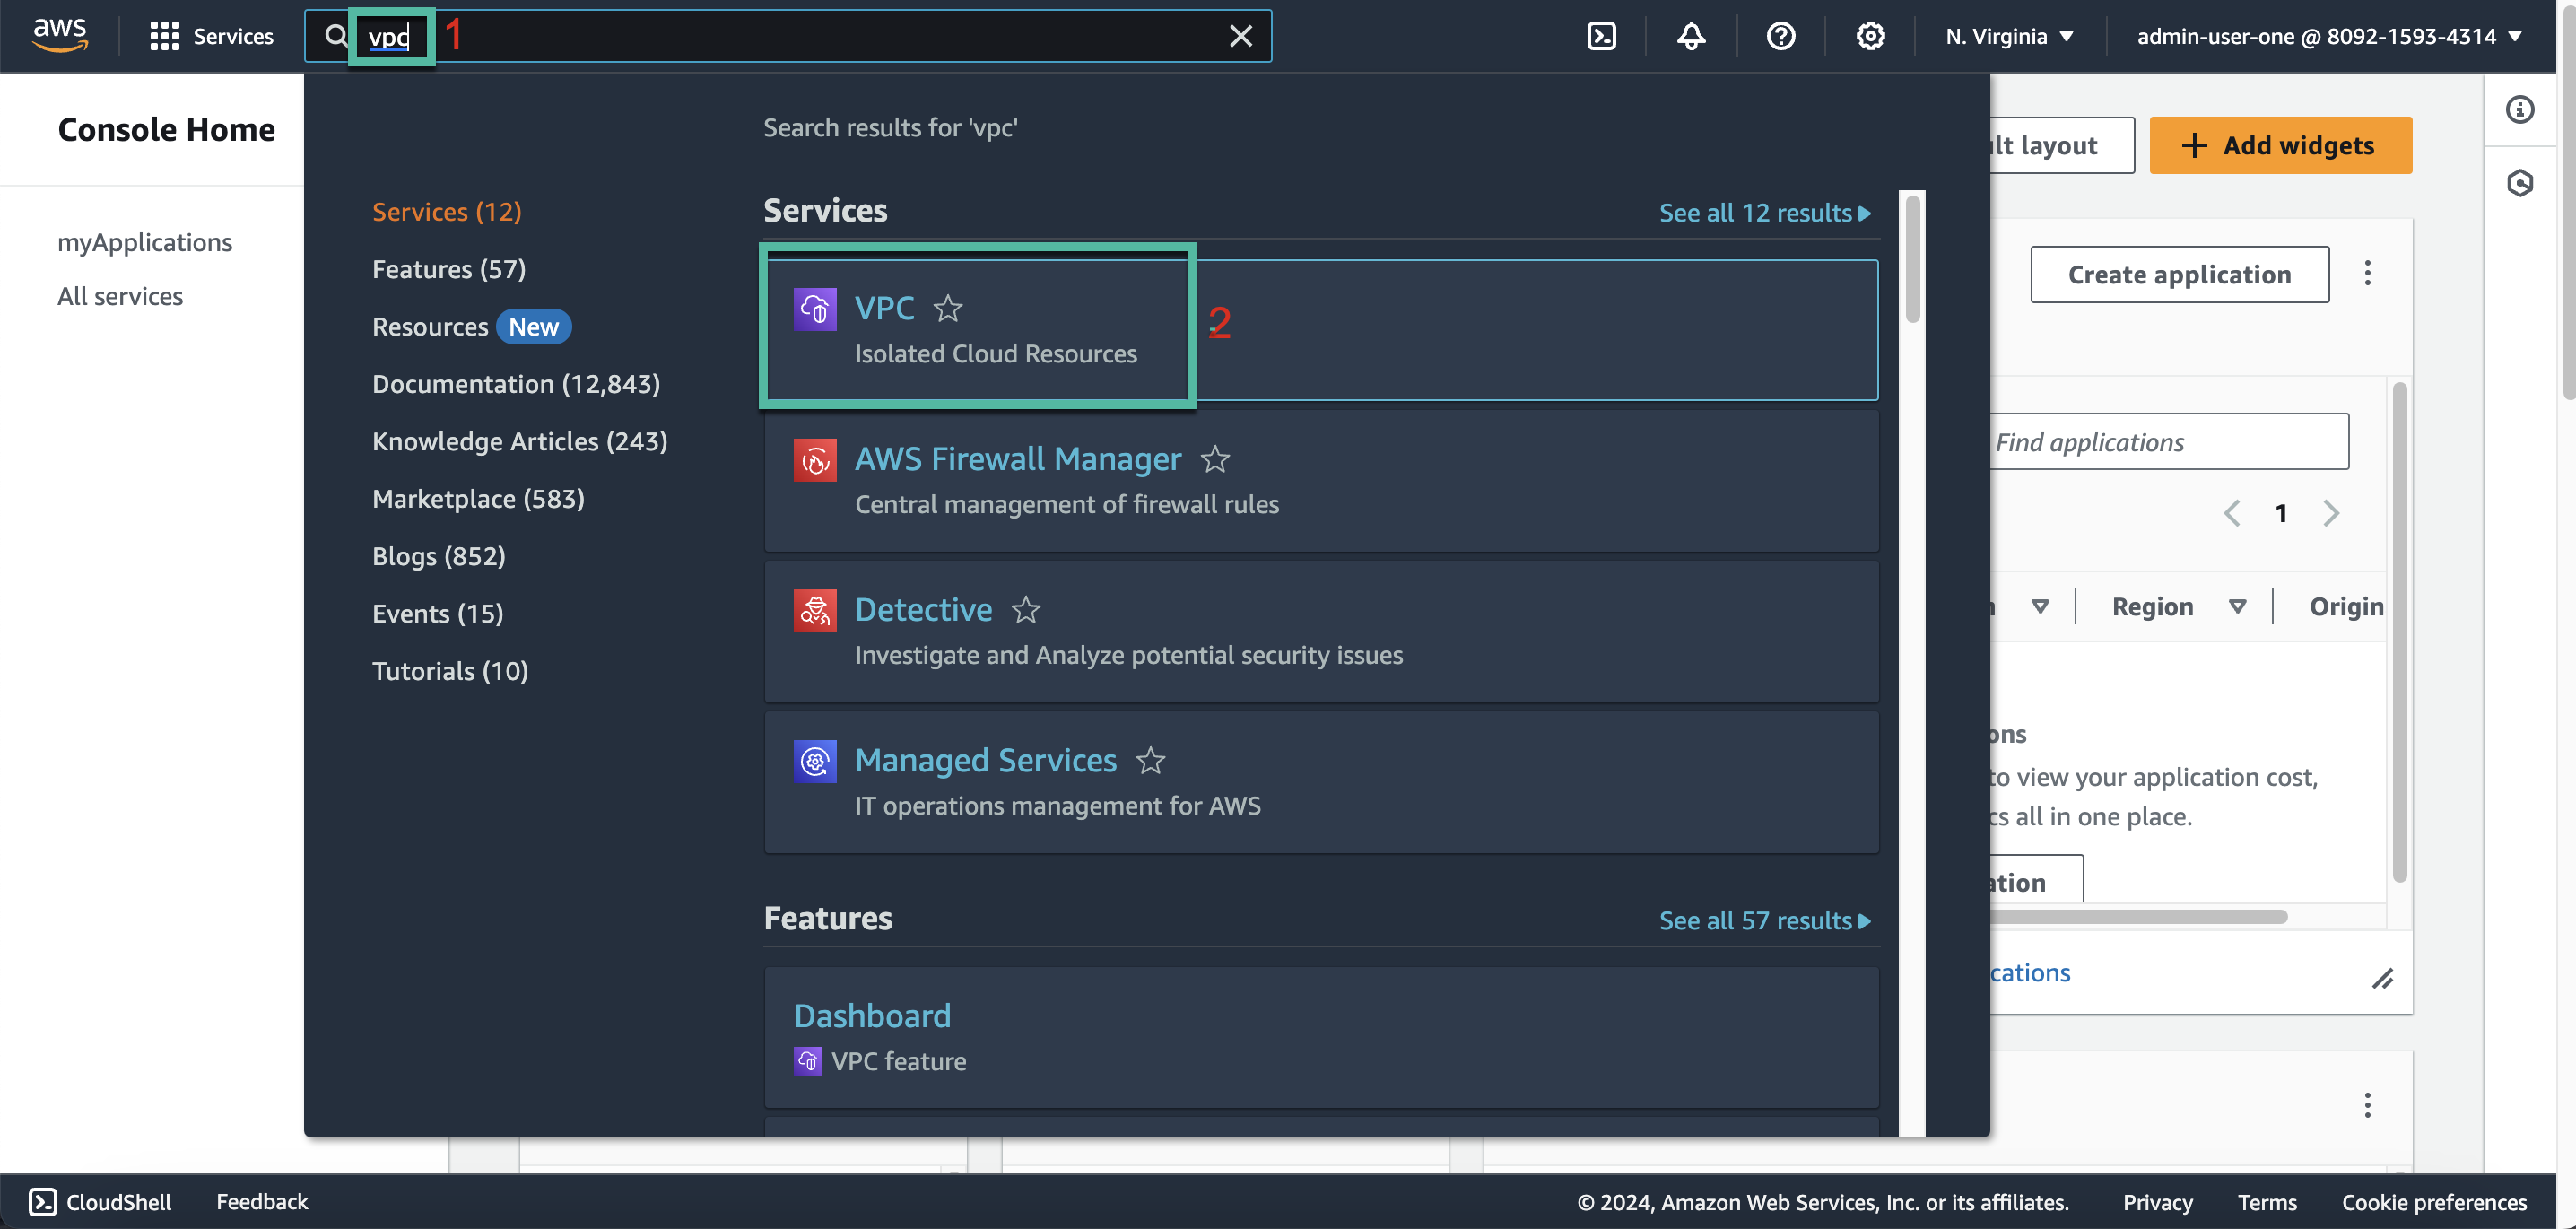 aws
Services
vpc
1
N. Virginia
admin-user-one @ 8092-1593-4314
Console Home
myApplications
All services
Search results for 'vpc'
Services (12)
Features (57)
Resources New
Documentation (12,843)
Knowledge Articles (243)
Marketplace (583)
Blogs (852)
Events (15)
Tutorials (10)
Services
See all 12 results
VPC
Isolated Cloud Resources
2
AWS Firewall Manager
Central management of firewall rules
Detective
Investigate and Analyze potential security issues
Managed Services
IT operations management for AWS
Features
See all 57 results
Dashboard
VPC feature
lt layout
Add widgets
Create application
Find applications
1
Region
Origin
ons
to view your application cost,
cs all in one place.
ation
cations
CloudShell
Feedback
© 2024, Amazon Web Services, Inc. or its affiliates.
Privacy
Terms
Cookie preferences